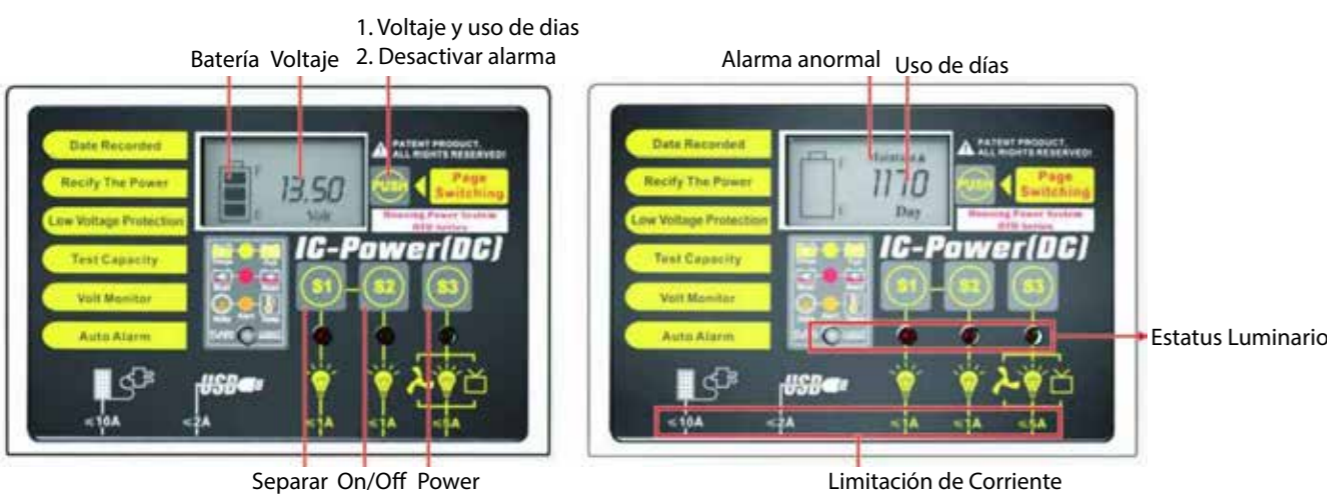 1. Voltaje y uso de dias
2. Desactivar alarma
Batería Voltaje
Date Recorded
Recify The Power
Low Voltage Protection
Test Capacity
Volt Monitor
Auto Alarm
F
E
13.50
Volt
PATENT PRODUCT.
ALL RIGHTS RESERVED!
PUSH
Page
Switching
IC-Power(DC)
S1
S2
S3
USB
≤10A
≤2A
≤1A
≤1A
≤5A
Separar On/Off Power
Alarma anormal
Uso de días
Date Recorded
Recify The Power
Low Voltage Protection
Test Capacity
Volt Monitor
Auto Alarm
F
E
1170
Day
PATENT PRODUCT.
ALL RIGHTS RESERVED!
PUSH
Page
Switching
IC-Power(DC)
S1
S2
S3
USB
≤10A
≤2A
≤1A
≤1A
≤5A
Estatus Luminario
Limitación de Corriente